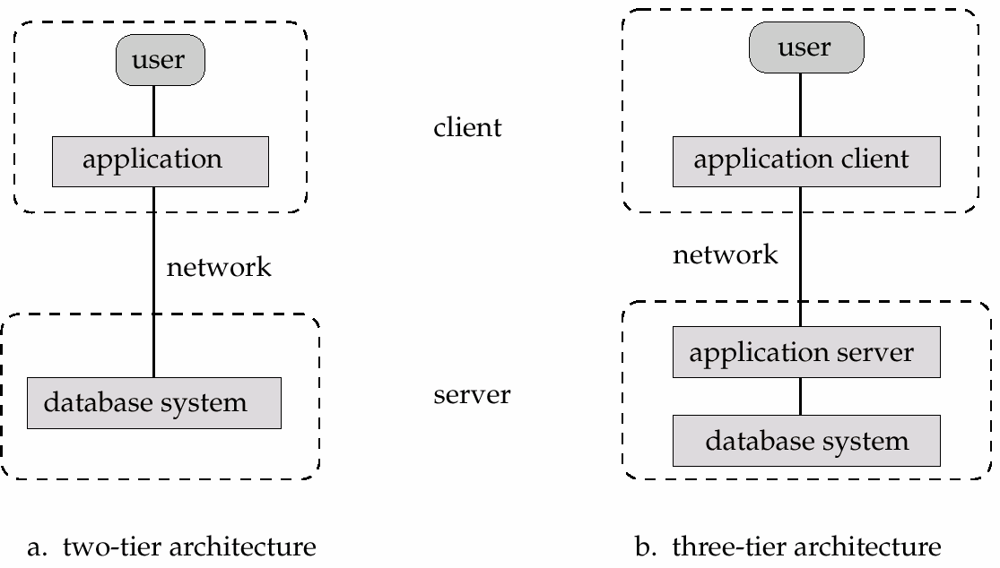 user
application
network
database system
a. two-tier architecture
client
server
user
application client
network
application server
database system
b. three-tier architecture